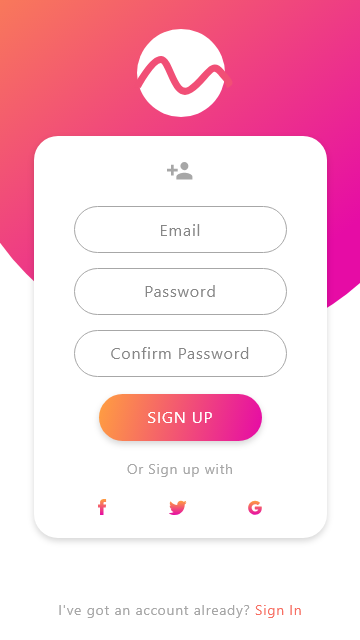 Email
Password
Confirm Password
SIGN UP
Or Sign up with
I've got an account already? Sign In